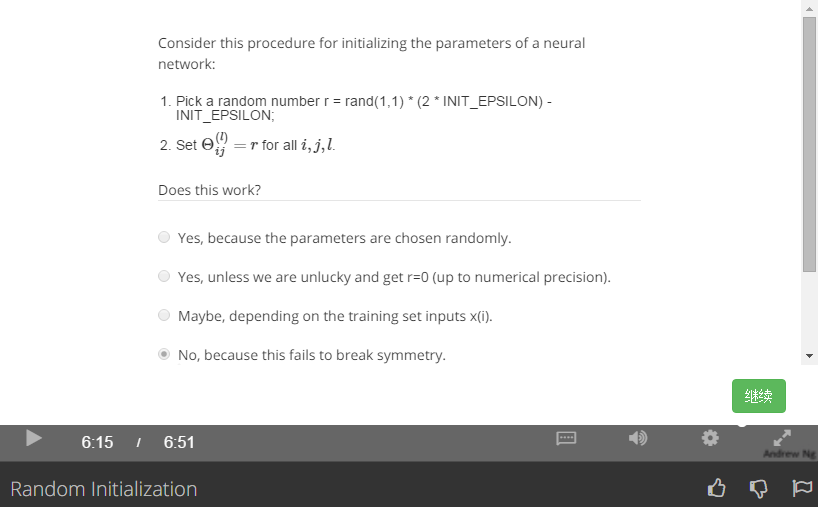 Consider this procedure for initializing the parameters of a neural
network:
1. Pick a random number r = rand(1,1) * (2 * INIT_EPSILON) -
INIT_EPSILON;
2. Set Θ_{ij}^{(l)} = r for all i, j, l.
Does this work?
Yes, because the parameters are chosen randomly.
Yes, unless we are unlucky and get r=0 (up to numerical precision).
Maybe, depending on the training set inputs x(i).
No, because this fails to break symmetry.
继续
6:15 / 6:51
Andrew Ng
Random Initialization